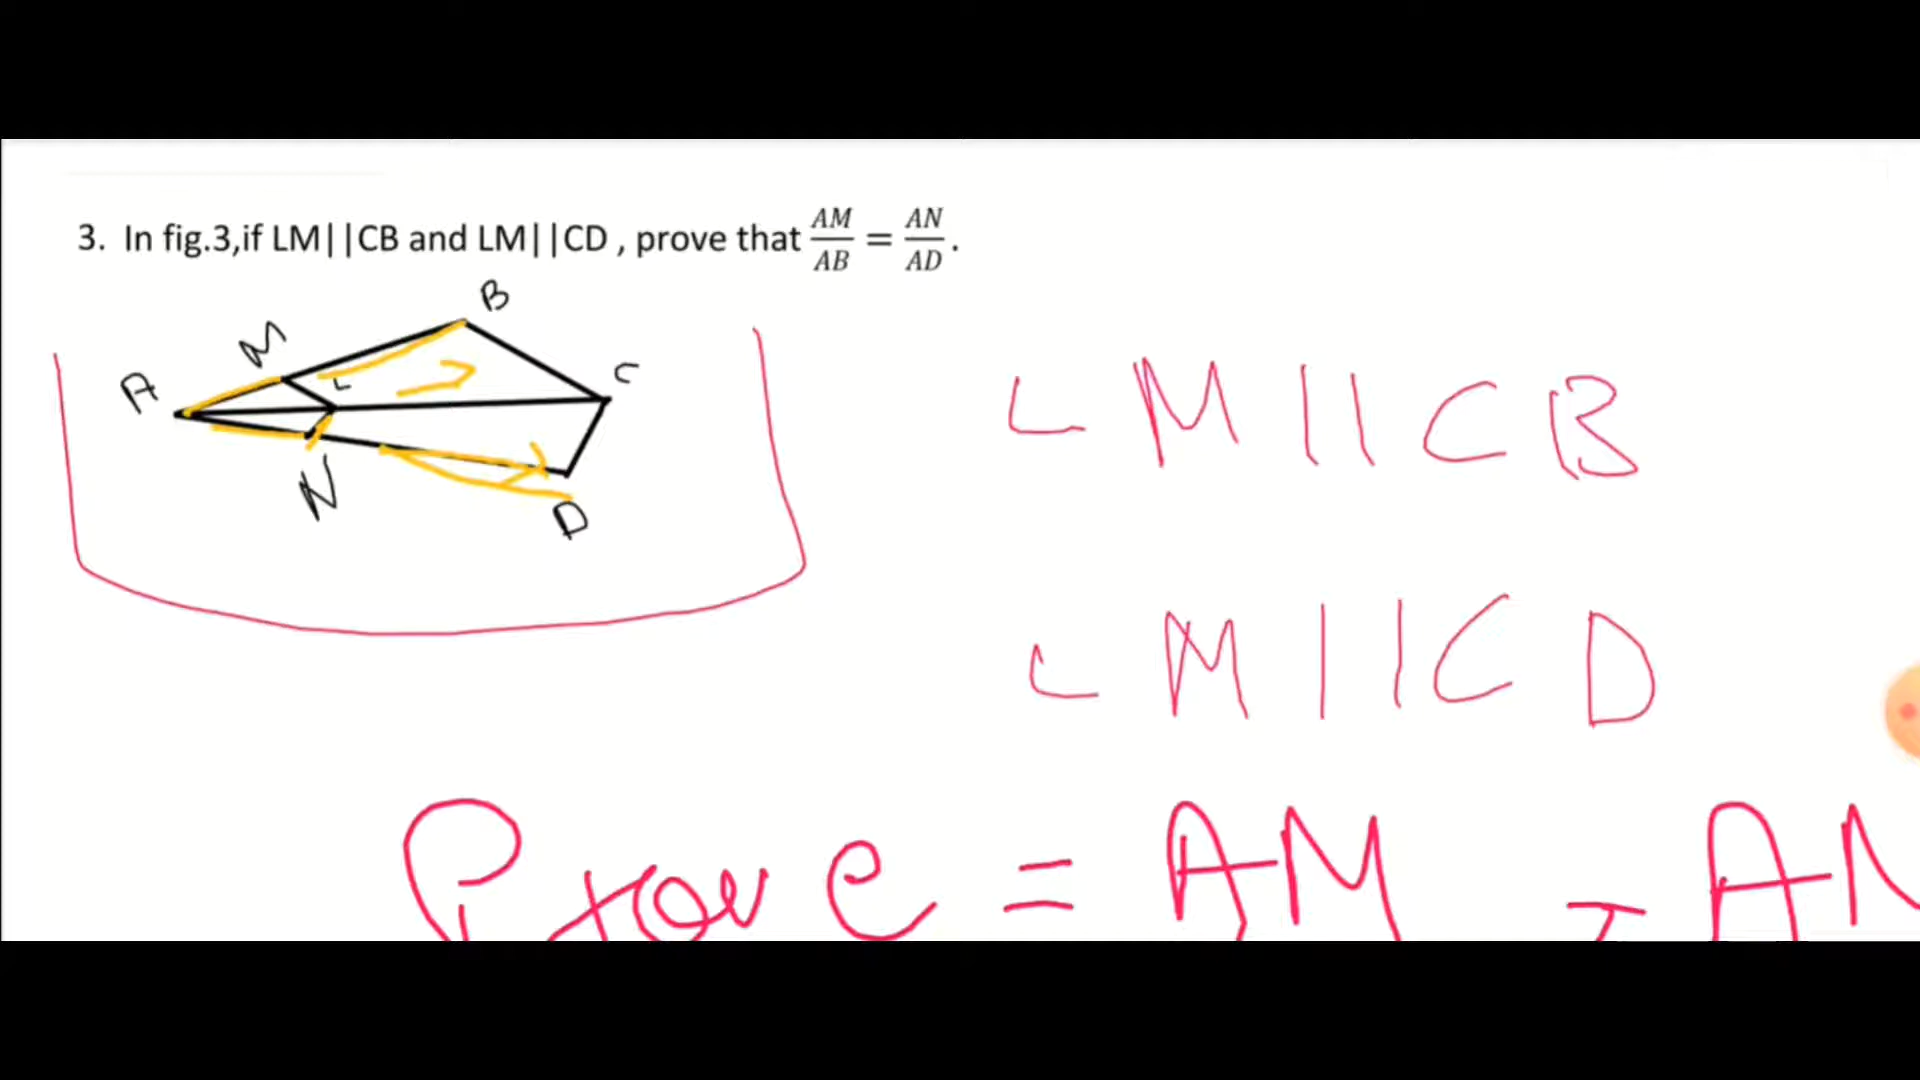 3. In fig.3,if LM||CB and LM||CD , prove that AM/AB = AN/AD.
B
M
L
C
A
N
D
LM||CB
LM||CD
Prove = AM = AN